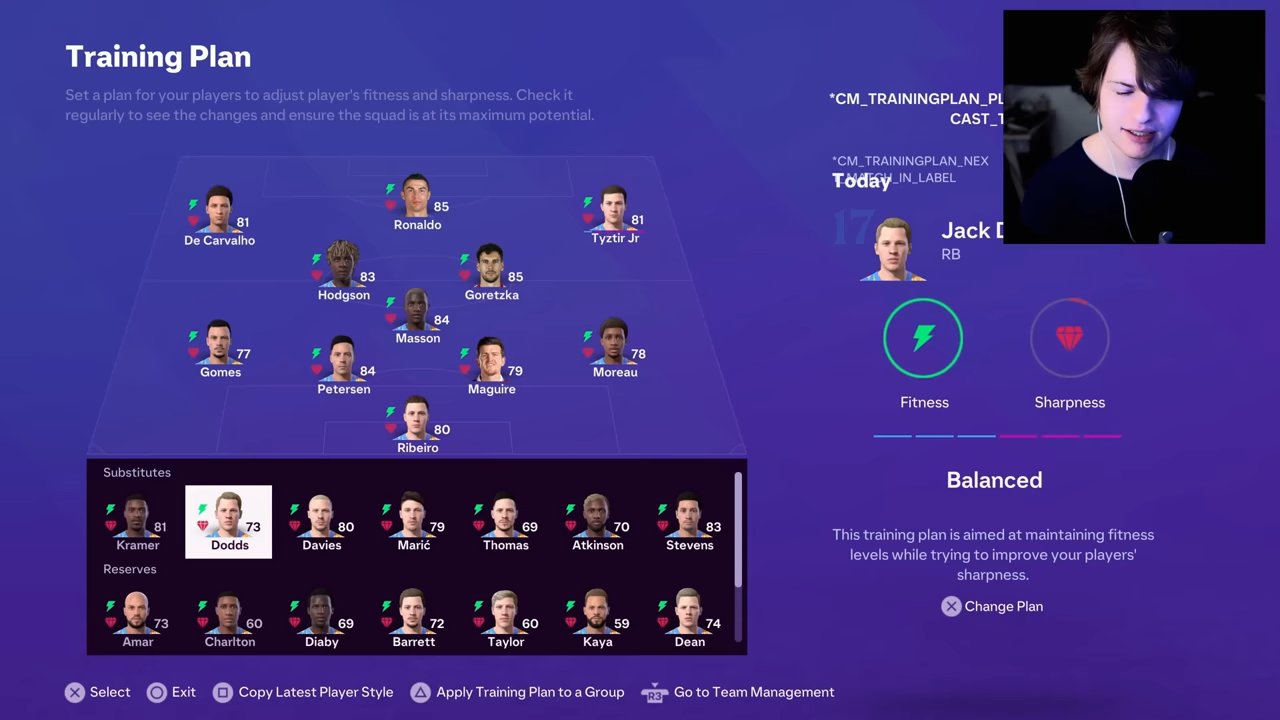 Training Plan
Set a plan for your players to adjust player's fitness and sharpness. Check it
regularly to see the changes and ensure the squad is at its maximum potential.
*CM_TRAININGPLAN_PL
CAST_T
*CM_TRAININGPLAN_NEX
T_MATCH_IN_LABEL
Today
17
Jack D
RB
81
De Carvalho
85
Ronaldo
81
Tyztir Jr
83
Hodgson
85
Goretzka
84
Masson
77
Gomes
84
Petersen
79
Maguire
78
Moreau
80
Ribeiro
Fitness
Sharpness
Balanced
This training plan is aimed at maintaining fitness
levels while trying to improve your players'
sharpness.
Change Plan
Substitutes
81
Kramer
73
Dodds
80
Davies
79
Marić
69
Thomas
70
Atkinson
83
Stevens
Reserves
73
Amar
60
Charlton
69
Diaby
72
Barrett
60
Taylor
59
Kaya
74
Dean
Select
Exit
Copy Latest Player Style
Apply Training Plan to a Group
R3
Go to Team Management